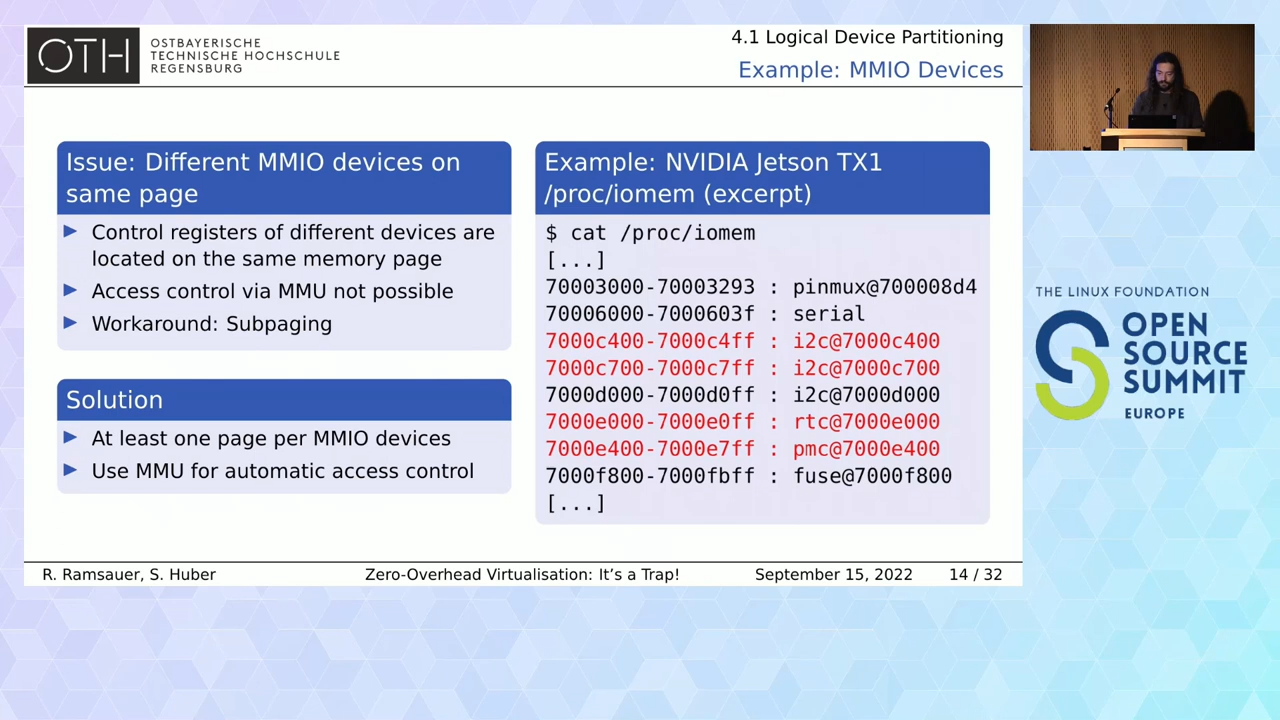 OTH
OSTBAYERISCHE
TECHNISCHE HOCHSCHULE
REGENSBURG
4.1 Logical Device Partitioning
Example: MMIO Devices
Issue: Different MMIO devices on
same page
► Control registers of different devices are
located on the same memory page
► Access control via MMU not possible
► Workaround: Subpaging
Solution
► At least one page per MMIO devices
► Use MMU for automatic access control
Example: NVIDIA Jetson TX1
/proc/iomem (excerpt)
$ cat /proc/iomem
[...]
70003000-70003293 : pinmux@700008d4
70006000-7000603f : serial
7000c400-7000c4ff : i2c@7000c400
7000c700-7000c7ff : i2c@7000c700
7000d000-7000d0ff : i2c@7000d000
7000e000-7000e0ff : rtc@7000e000
7000e400-7000e7ff : pmc@7000e400
7000f800-7000fbff : fuse@7000f800
[...]
R. Ramsauer, S. Huber
Zero-Overhead Virtualisation: It's a Trap!
September 15, 2022
14 / 32
THE LINUX FOUNDATION
OPEN
SOURCE
SUMMIT
EUROPE